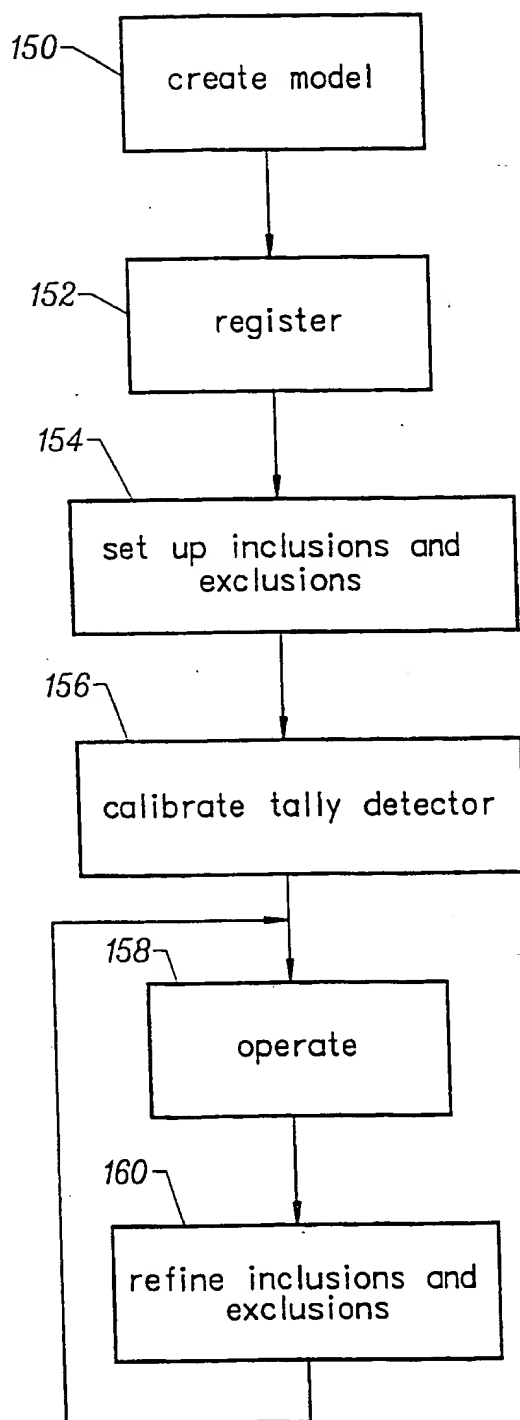 150
create model
152
register
154
set up inclusions and
exclusions
156
calibrate tally detector
158
operate
160
refine inclusions and
exclusions